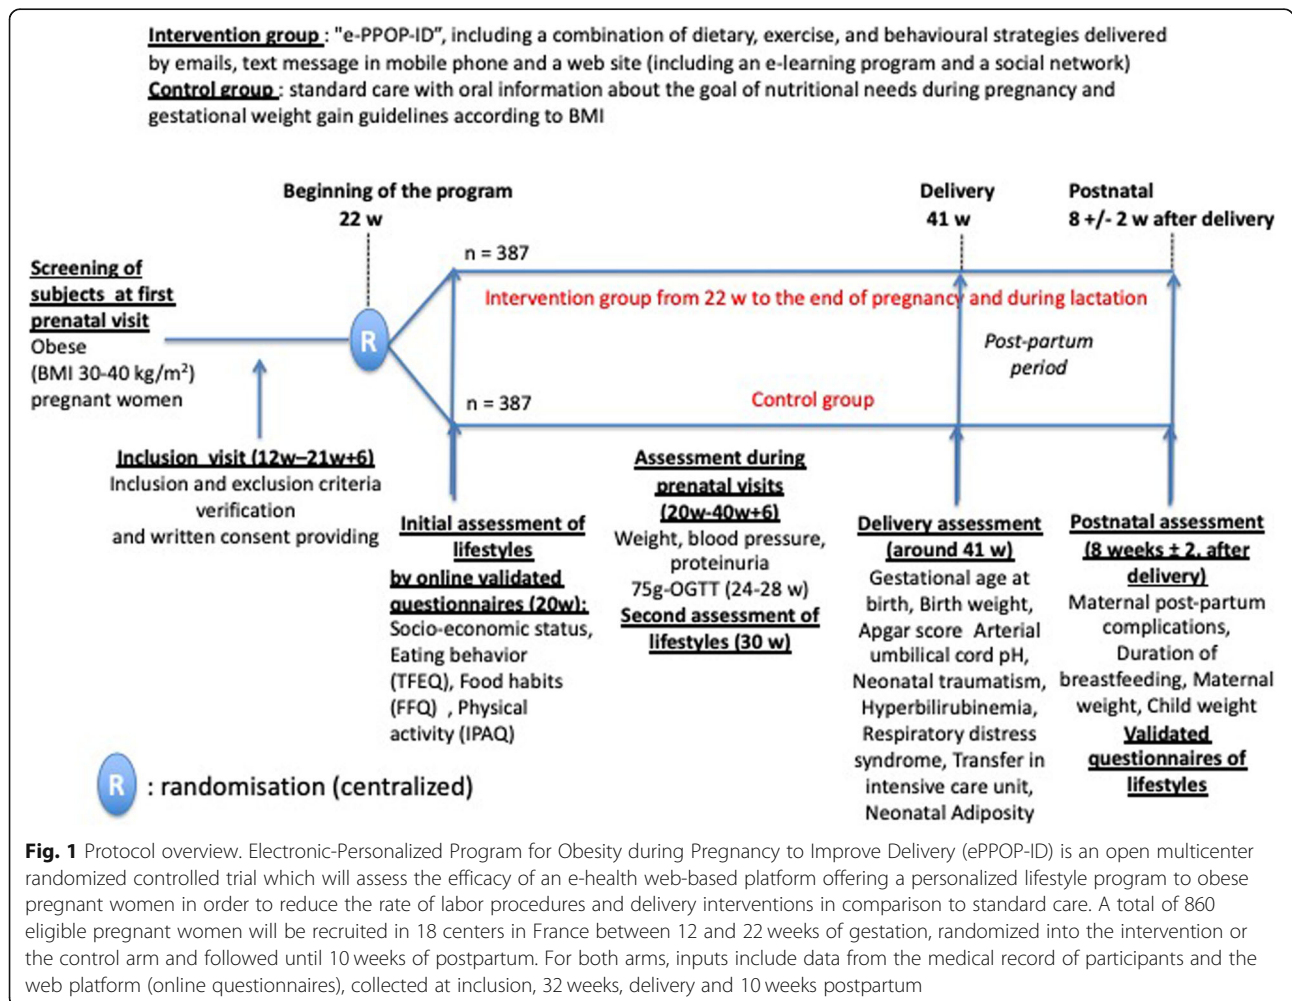 Intervention group : "e-PPOP-ID", including a combination of dietary, exercise, and behavioural strategies delivered
by emails, text message in mobile phone and a web site (including an e-learning program and a social network)
Control group : standard care with oral information about the goal of nutritional needs during pregnancy and
gestational weight gain guidelines according to BMI
Beginning of the program
22 w
Delivery
41 w
Postnatal
8 +/- 2 w after delivery
Screening of
subjects at first
prenatal visit
Obese
(BMI 30-40 kg/m²)
pregnant women
R
n = 387
Intervention group from 22 w to the end of pregnancy and during lactation
Post-partum
period
n = 387
Control group
Inclusion visit (12w–21w+6)
Inclusion and exclusion criteria
verification
and written consent providing
Initial assessment of
lifestyles
by online validated
questionnaires (20w):
Socio-economic status,
Eating behavior
(TFEQ), Food habits
(FFQ) , Physical
activity (IPAQ)
Assessment during
prenatal visits
(20w-40w+6)
Weight, blood pressure,
proteinuria
75g-OGTT (24-28 w)
Second assessment of
lifestyles (30 w)
Delivery assessment
(around 41 w)
Gestational age at
birth, Birth weight,
Apgar score Arterial
umbilical cord pH,
Neonatal traumatism,
Hyperbilirubinemia,
Respiratory distress
syndrome, Transfer in
intensive care unit,
Neonatal Adiposity
Postnatal assessment
(8 weeks ± 2, after
delivery)
Maternal post-partum
complications,
Duration of
breastfeeding, Maternal
weight, Child weight
Validated
questionnaires of
lifestyles
R : randomisation (centralized)
Fig. 1 Protocol overview. Electronic-Personalized Program for Obesity during Pregnancy to Improve Delivery (ePPOP-ID) is an open multicenter
randomized controlled trial which will assess the efficacy of an e-health web-based platform offering a personalized lifestyle program to obese
pregnant women in order to reduce the rate of labor procedures and delivery interventions in comparison to standard care. A total of 860
eligible pregnant women will be recruited in 18 centers in France between 12 and 22 weeks of gestation, randomized into the intervention or
the control arm and followed until 10 weeks of postpartum. For both arms, inputs include data from the medical record of participants and the
web platform (online questionnaires), collected at inclusion, 32 weeks, delivery and 10 weeks postpartum